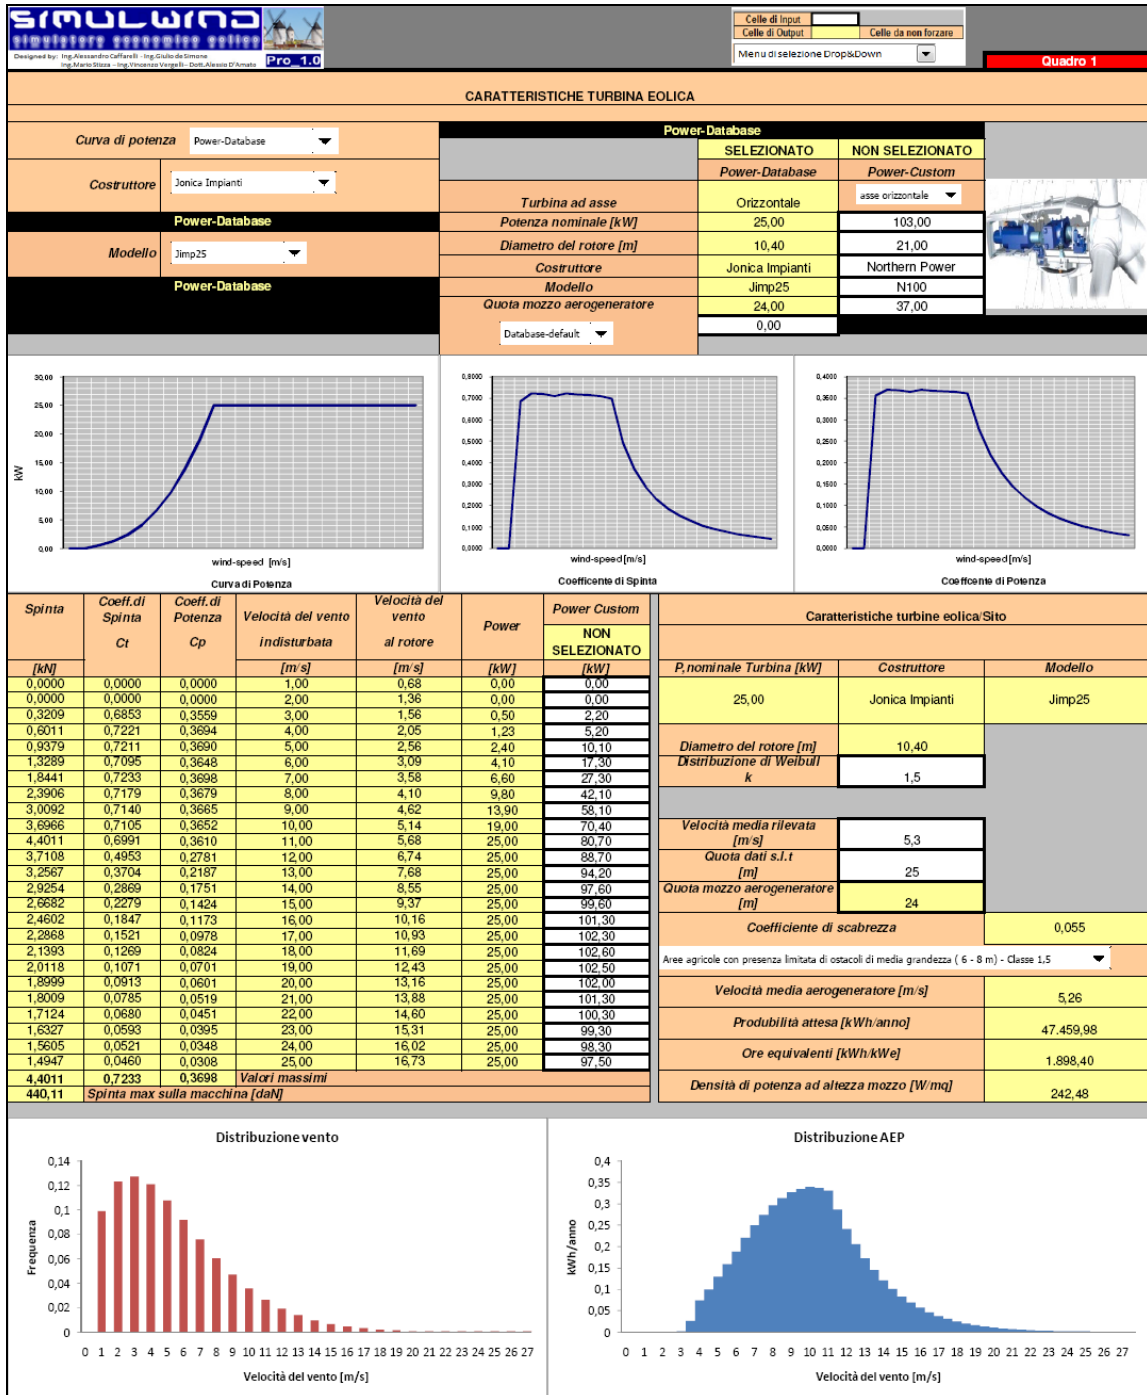 SIMULWIND
simulatore economico eolico
Designed by: Ing.Alessandro Caffarelli - Ing.Giulio de Simone
Ing.Mario Stizza - Ing.Vincenzo Vergelli - Dott.Alessio D'Amato
Pro_1.0
Celle di Input
Celle di Output Celle da non forzare
Menu di selezione Drop&Down
Quadro 1
CARATTERISTICHE TURBINA EOLICA
Curva di potenza Power-Database
Costruttore Jonica Impianti
Power-Database
Modello Jimp25
Power-Database
Power-Database
SELEZIONATO NON SELEZIONATO
Power-Database Power-Custom
Turbina ad asse Orizzontale asse orizzontale
Potenza nominale [kW] 25,00 103,00
Diametro del rotore [m] 10,40 21,00
Costruttore Jonica Impianti Northern Power
Modello Jimp25 N100
Quota mozzo aerogeneratore 24,00 37,00
Database-default 0,00
30,00
25,00
20,00
15,00
10,00
5,00
0,00
kW
wind-speed [m/s]
Curva di Potenza
0,8000
0,7000
0,6000
0,5000
0,4000
0,3000
0,2000
0,1000
0,0000
wind-speed [m/s]
Coefficente di Spinta
0,4000
0,3500
0,3000
0,2500
0,2000
0,1500
0,1000
0,0500
0,0000
wind-speed [m/s]
Coeffcente di Potenza
Spinta Coeff.di Spinta Ct Coeff.di Potenza Cp Velocità del vento indisturbata Velocità del vento al rotore Power Power Custom
NON SELEZIONATO
[kN] [m/s] [m/s] [kW] [kW]
0,0000 0,0000 0,0000 1,00 0,68 0,00 0,00
0,0000 0,0000 0,0000 2,00 1,36 0,00 0,00
0,3209 0,6853 0,3559 3,00 1,56 0,50 2,20
0,6011 0,7221 0,3694 4,00 2,05 1,23 5,20
0,9379 0,7211 0,3690 5,00 2,56 2,40 10,10
1,3289 0,7095 0,3648 6,00 3,09 4,10 17,30
1,8441 0,7233 0,3698 7,00 3,58 6,60 27,30
2,3906 0,7179 0,3679 8,00 4,10 9,80 42,10
3,0092 0,7140 0,3665 9,00 4,62 13,90 58,10
3,6966 0,7105 0,3652 10,00 5,14 19,00 70,40
4,4011 0,6991 0,3610 11,00 5,68 25,00 80,70
3,7108 0,4953 0,2781 12,00 6,74 25,00 88,70
3,2567 0,3704 0,2187 13,00 7,68 25,00 94,20
2,9254 0,2869 0,1751 14,00 8,55 25,00 97,60
2,6682 0,2279 0,1424 15,00 9,37 25,00 99,60
2,4602 0,1847 0,1173 16,00 10,16 25,00 101,30
2,2868 0,1521 0,0978 17,00 10,93 25,00 102,30
2,1393 0,1269 0,0824 18,00 11,69 25,00 102,60
2,0118 0,1071 0,0701 19,00 12,43 25,00 102,50
1,8999 0,0913 0,0601 20,00 13,16 25,00 102,00
1,8009 0,0785 0,0519 21,00 13,88 25,00 101,30
1,7124 0,0680 0,0451 22,00 14,60 25,00 100,30
1,6327 0,0593 0,0395 23,00 15,31 25,00 99,30
1,5605 0,0521 0,0348 24,00 16,02 25,00 98,30
1,4947 0,0460 0,0308 25,00 16,73 25,00 97,50
4,4011 0,7233 0,3698 Valori massimi
440,11 Spinta max sulla macchina [daN]
Caratteristiche turbine eolica/Sito
P,nominale Turbina [kW] Costruttore Modello
25,00 Jonica Impianti Jimp25
Diametro del rotore [m] 10,40
Distribuzione di Weibull k 1,5
Velocità media rilevata [m/s] 5,3
Quota dati s.l.t [m] 25
Quota mozzo aerogeneratore [m] 24
Coefficiente di scabrezza 0,055
Aree agricole con presenza limitata di ostacoli di media grandezza ( 6 - 8 m) - Classe 1,5
Velocità media aerogeneratore [m/s] 5,26
Produbilità attesa [kWh/anno] 47.459,98
Ore equivalenti [kWh/kWe] 1.898,40
Densità di potenza ad altezza mozzo [W/mq] 242,48
Distribuzione vento
0,14
0,12
0,1
0,08
0,06
0,04
0,02
0
Frequenza
0 1 2 3 4 5 6 7 8 9 10 11 12 13 14 15 16 17 18 19 20 21 22 23 24 25 26 27
Velocità del vento [m/s]
Distribuzione AEP
0,4
0,35
0,3
0,25
0,2
0,15
0,1
0,05
0
kWh/anno
0 1 2 3 4 5 6 7 8 9 10 11 12 13 14 15 16 17 18 19 20 21 22 23 24 25 26 27
Velocità del vento [m/s]